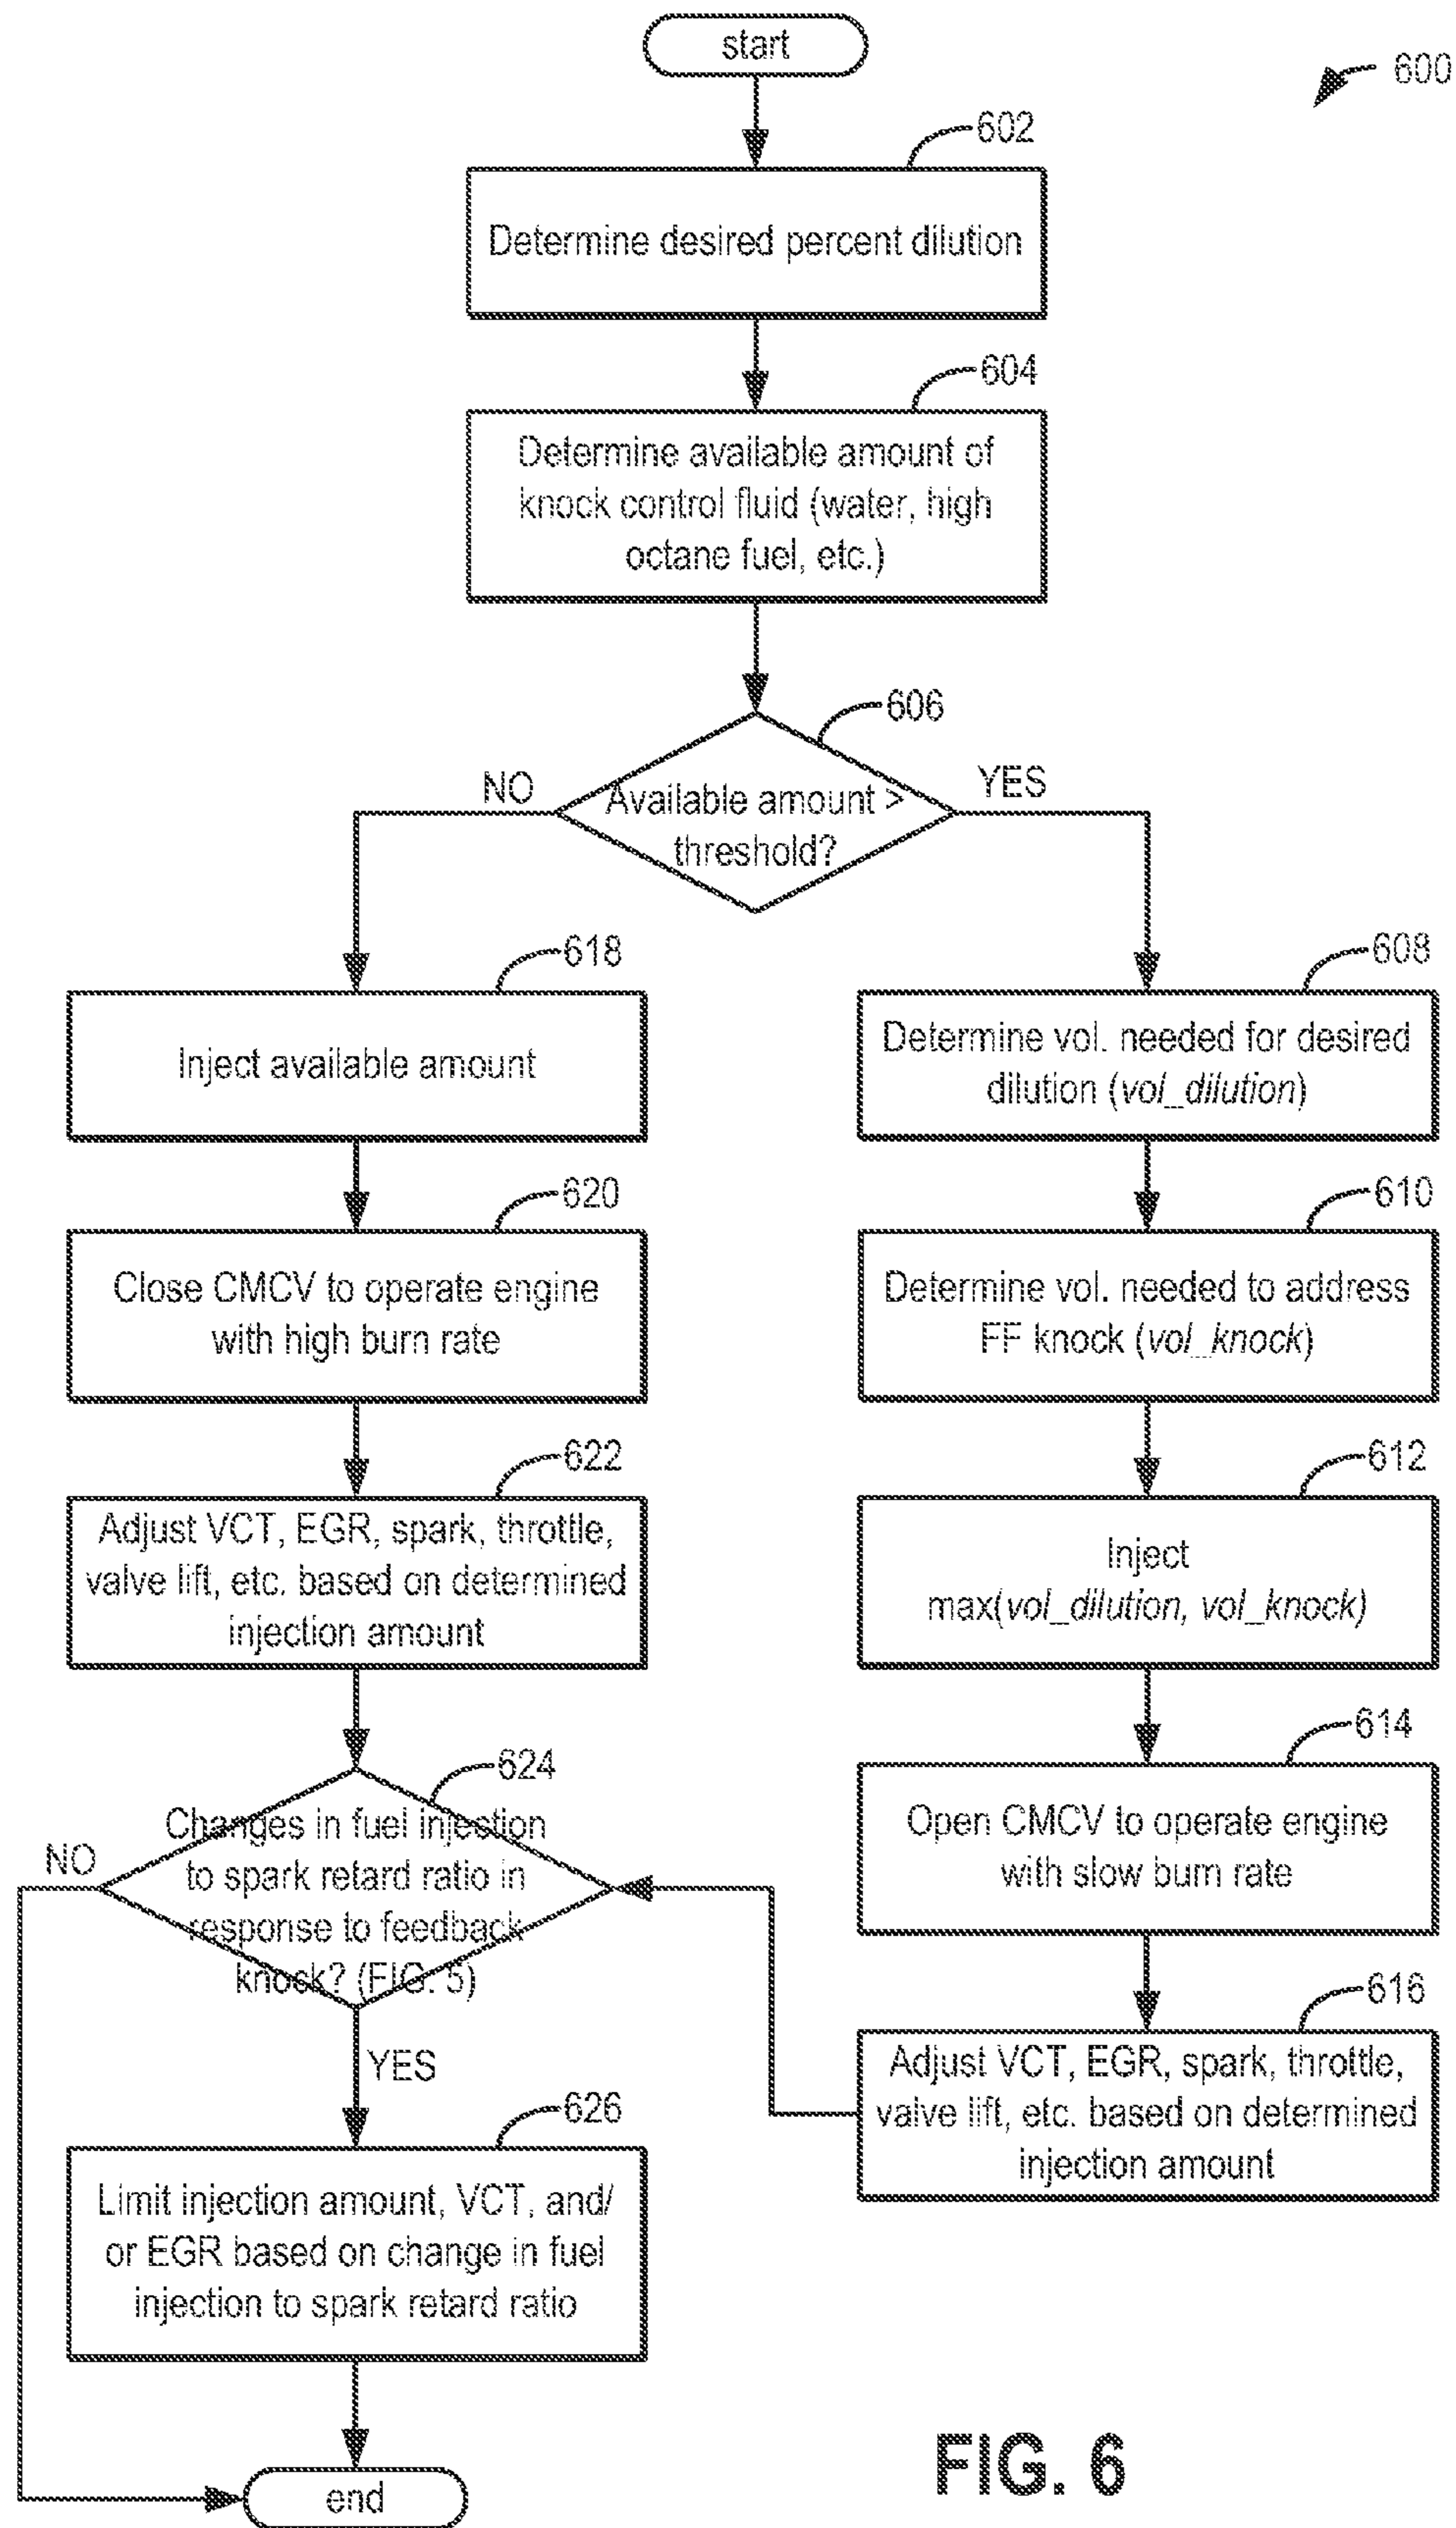 start
600
602
Determine desired percent dilution
604
Determine available amount of
knock control fluid (water, high
octane fuel, etc.)
606
NO
YES
Available amount >
threshold?
618
Inject available amount
620
Close CMCV to operate engine
with high burn rate
622
Adjust VCT, EGR, spark, throttle,
valve lift, etc. based on determined
injection amount
624
Changes in fuel injection
to spark retard ratio in
response to feedback
knock? (FIG. 5)
NO
YES
626
Limit injection amount, VCT, and/
or EGR based on change in fuel
injection to spark retard ratio
end
608
Determine vol. needed for desired
dilution (vol_dilution)
610
Determine vol. needed to address
FF knock (vol_knock)
612
Inject
max(vol_dilution, vol_knock)
614
Open CMCV to operate engine
with slow burn rate
616
Adjust VCT, EGR, spark, throttle,
valve lift, etc. based on determined
injection amount
FIG. 6